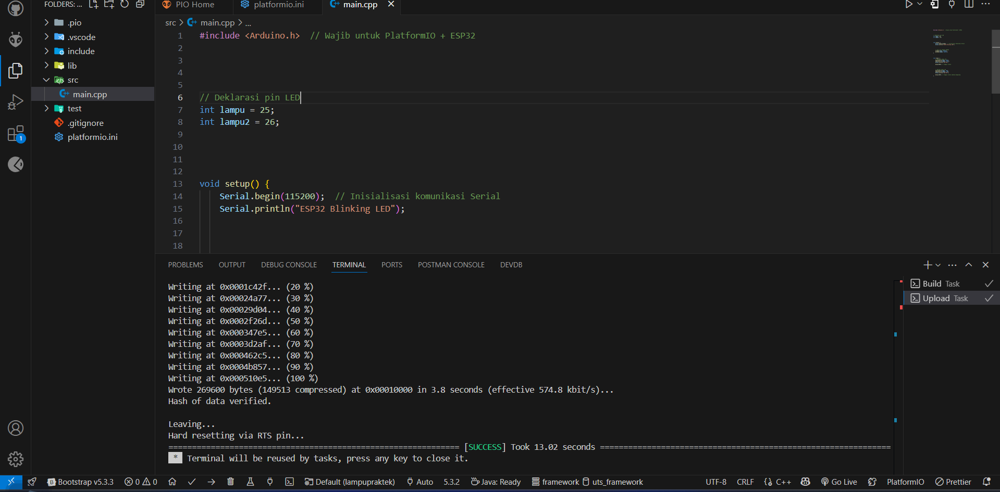 FOLDERS: ...
PIO Home
platformio.ini
main.cpp
.pio
.vscode
include
lib
src
main.cpp
test
.gitignore
platformio.ini
1
src > main.cpp > ...
1 #include <Arduino.h>  // Wajib untuk PlatformIO + ESP32
2
3
4
5
6 // Deklarasi pin LED
7 int lampu = 25;
8 int lampu2 = 26;
9
10
11
12
13 void setup() {
14 Serial.begin(115200);  // Inisialisasi komunikasi Serial
15 Serial.println("ESP32 Blinking LED");
16
17
18
PROBLEMS OUTPUT DEBUG CONSOLE TERMINAL PORTS POSTMAN CONSOLE DEVDB
Writing at 0x0001c42f... (20 %)
Writing at 0x00024a77... (30 %)
Writing at 0x00029d04... (40 %)
Writing at 0x0002f26d... (50 %)
Writing at 0x000347e5... (60 %)
Writing at 0x0003d2af... (70 %)
Writing at 0x000462c5... (80 %)
Writing at 0x0004b857... (90 %)
Writing at 0x000510e5... (100 %)
Wrote 269600 bytes (149513 compressed) at 0x00010000 in 3.8 seconds (effective 574.8 kbit/s)...
Hash of data verified.
Leaving...
Hard resetting via RTS pin...
============================================================== [SUCCESS] Took 13.02 seconds ==============================================================
* Terminal will be reused by tasks, press any key to close it.
Build Task
Upload Task
Bootstrap v5.3.3 0 0 Default (lampupraktek) Auto 5.3.2 Java: Ready framework uts_framework UTF-8 CRLF C++ Go Live PlatformIO Prettier